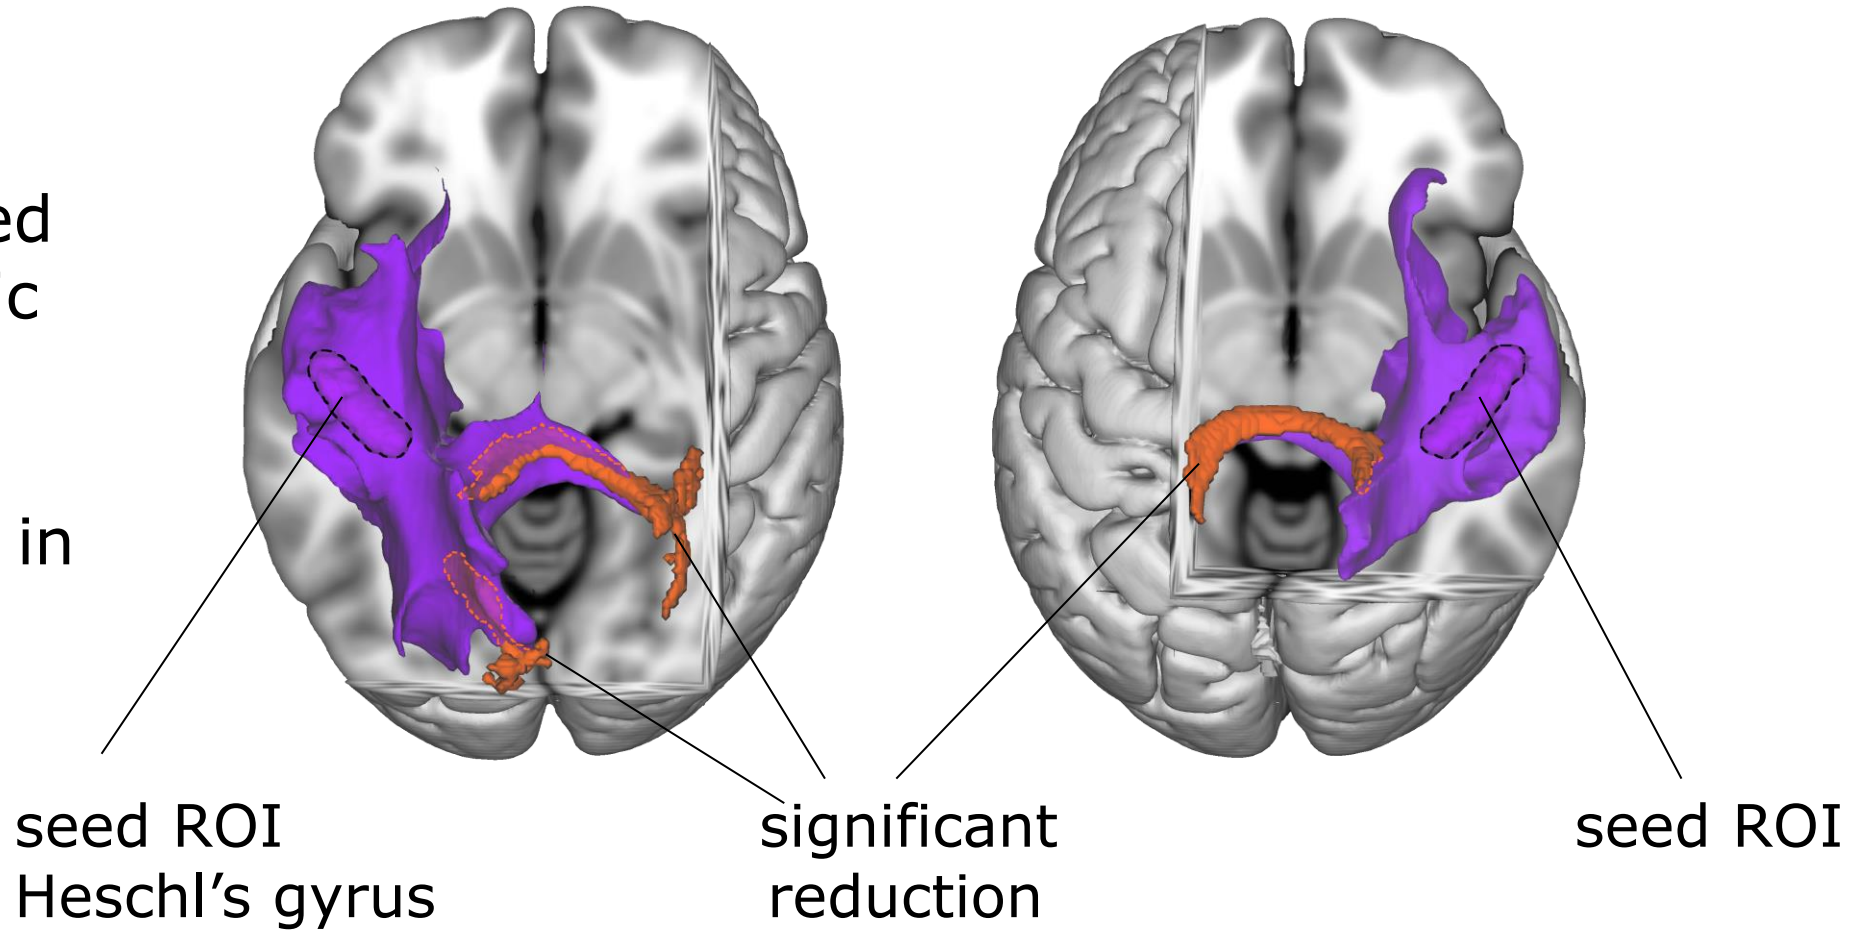 ed
c
in
seed ROI
Heschl’s gyrus
significant
reduction
seed ROI